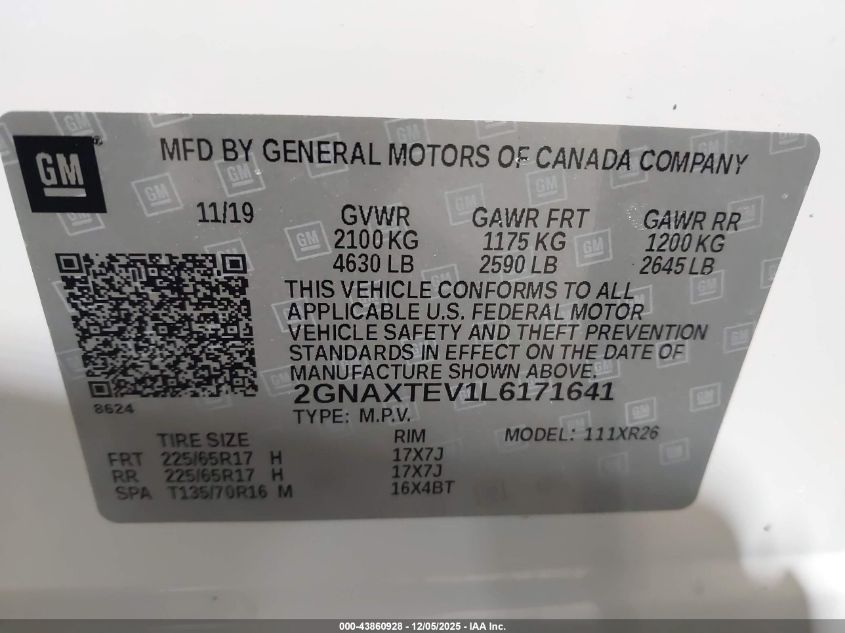 GM
MFD BY GENERAL MOTORS OF CANADA COMPANY
11/19 GVWR GAWR FRT GAWR RR
2100 KG 1175 KG 1200 KG
4630 LB 2590 LB 2645 LB
THIS VEHICLE CONFORMS TO ALL
APPLICABLE U.S. FEDERAL MOTOR
VEHICLE SAFETY AND THEFT PREVENTION
STANDARDS IN EFFECT ON THE DATE OF
MANUFACTURE SHOWN ABOVE.
2GNAXTEV1L6171641
8624
TYPE: M.P.V.
TIRE SIZE RIM MODEL: 111XR26
FRT 225/65R17 H 17X7J
RR 225/65R17 H 17X7J
SPA T135/70R16 M 16X4BT
000-43860928 - 12/05/2025 - IAA Inc.